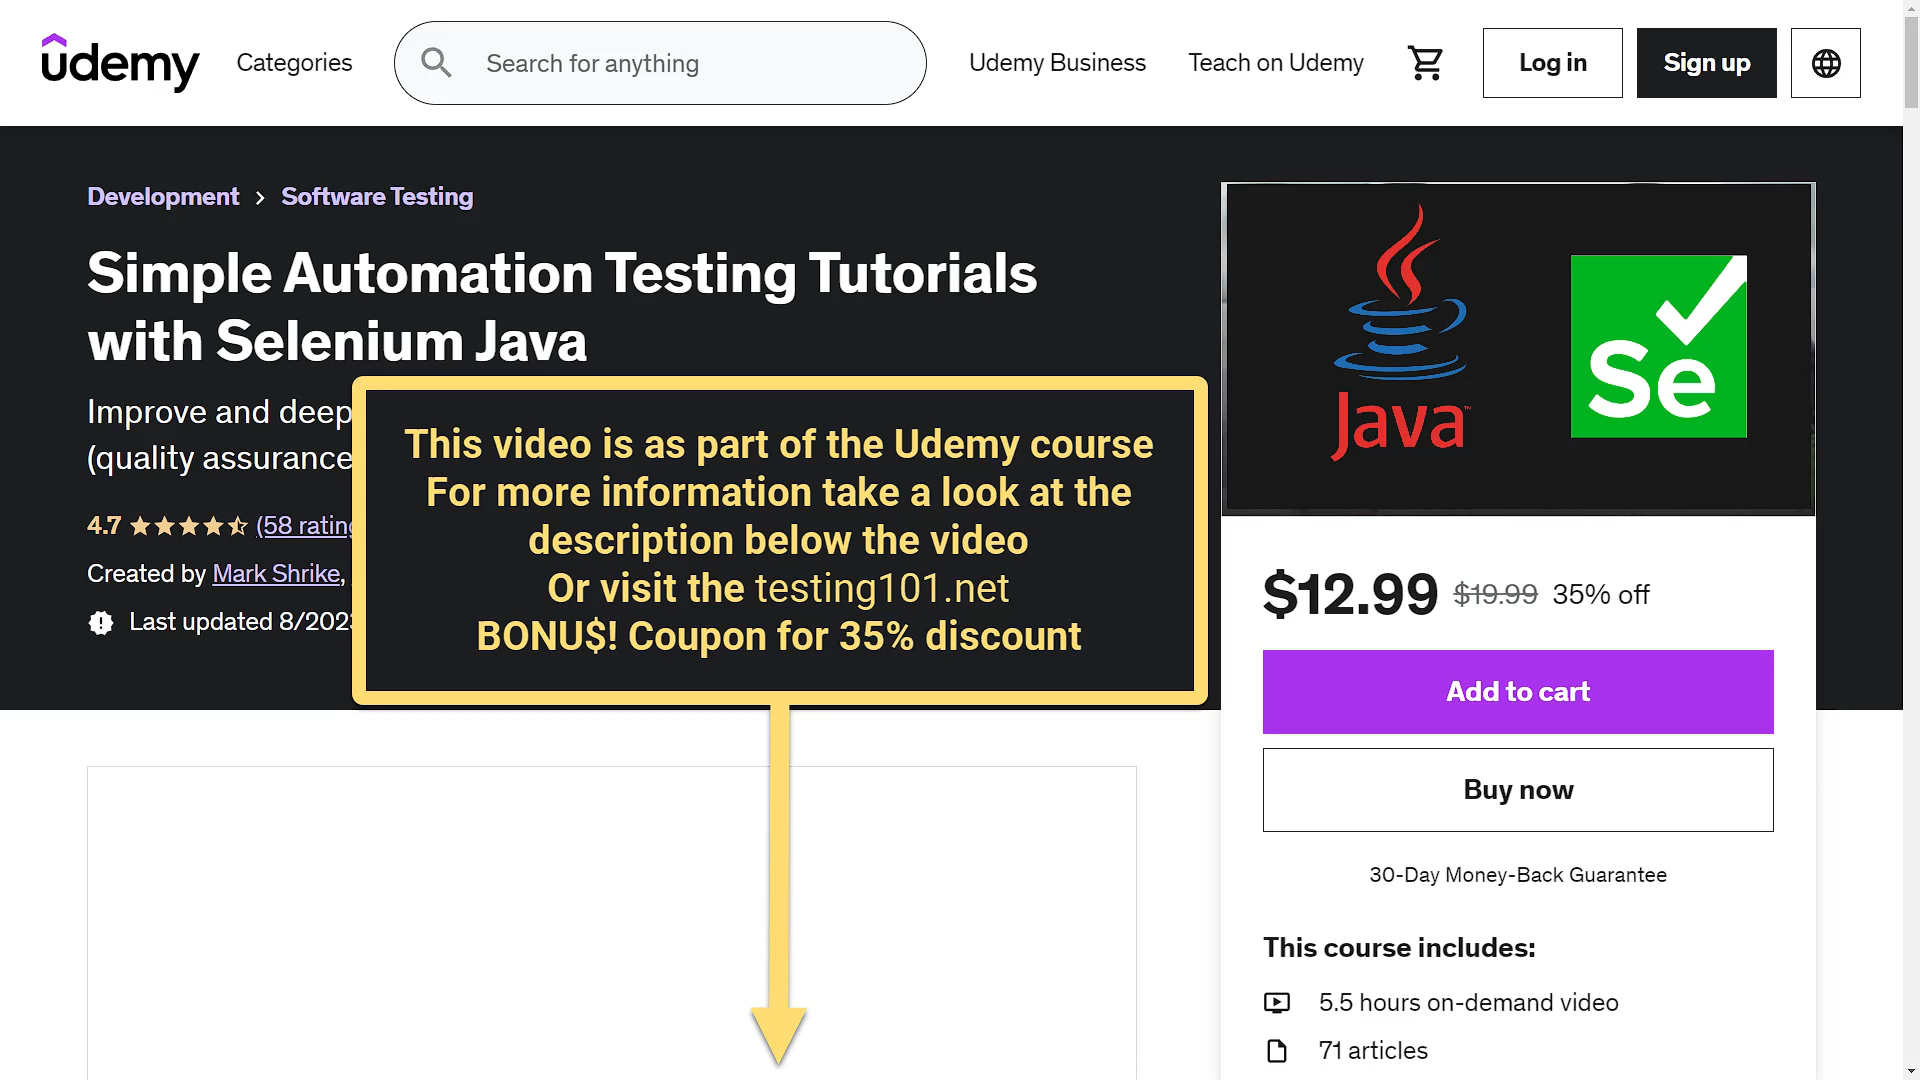 udemy
Categories
Search for anything
Udemy Business
Teach on Udemy
Log in
Sign up
Development > Software Testing
Simple Automation Testing Tutorials
with Selenium Java
Improve and deep
(quality assurance
4.7 (58 rating
Created by Mark Shrike,
Last updated 8/2023
This video is as part of the Udemy course
For more information take a look at the
description below the video
Or visit the testing101.net
BONU$! Coupon for 35% discount
Java™
Se
$12.99 $19.99 35% off
Add to cart
Buy now
30-Day Money-Back Guarantee
This course includes:
5.5 hours on-demand video
71 articles